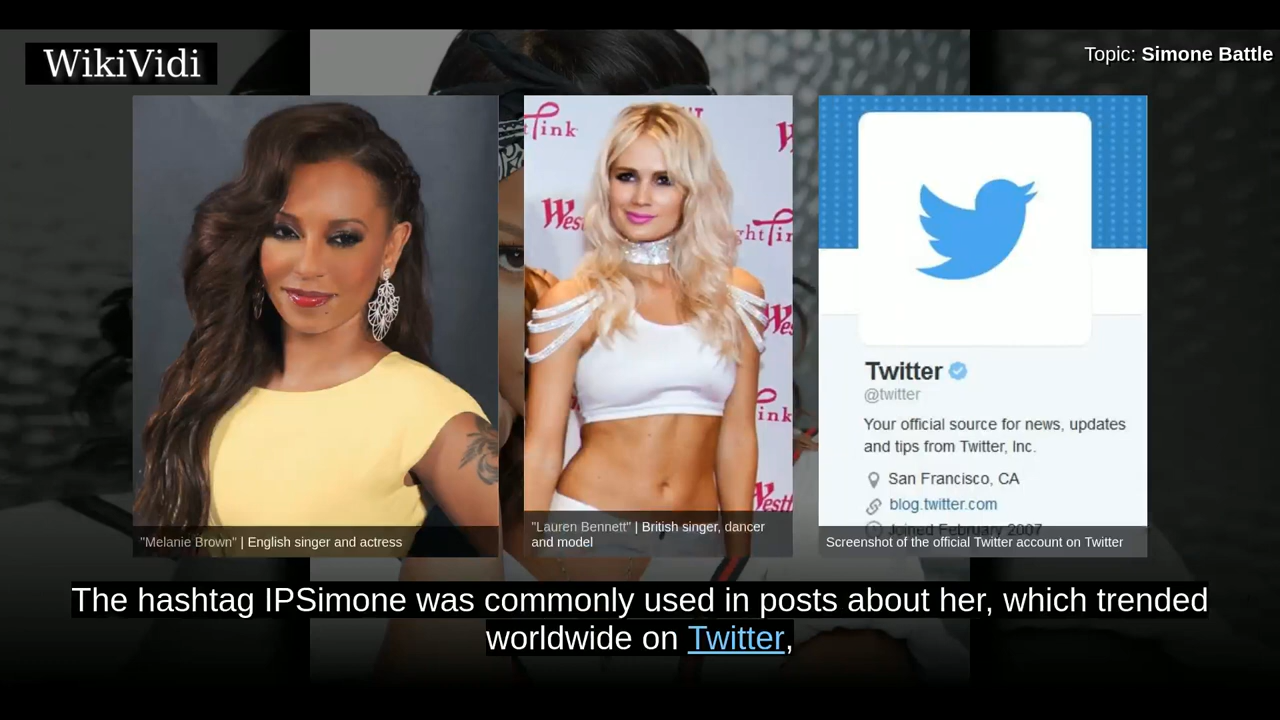 WikiVidi
Topic: Simone Battle
Twitter
@twitter
Your official source for news, updates
and tips from Twitter, Inc.
San Francisco, CA
blog.twitter.com
Joined February 2007
"Melanie Brown" | English singer and actress
"Lauren Bennett" | British singer, dancer
and model
Screenshot of the official Twitter account on Twitter
The hashtag IPSimone was commonly used in posts about her, which trended
worldwide on Twitter,